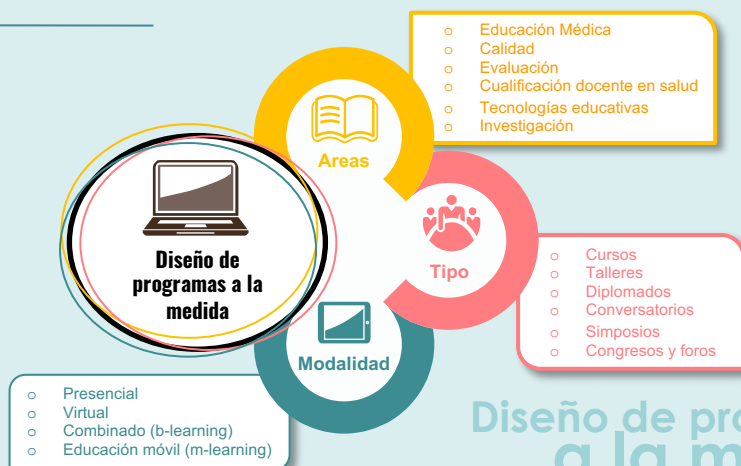 o Educación Médica
o Calidad
o Evaluación
o Cualificación docente en salud
o Tecnologías educativas
o Investigación
Areas
Diseño de
programas a la
medida
Tipo
o Cursos
o Talleres
o Diplomados
o Conversatorios
o Simposios
o Congresos y foros
Modalidad
o Presencial
o Virtual
o Combinado (b-learning)
o Educación móvil (m-learning)
Diseño de pro
a la m